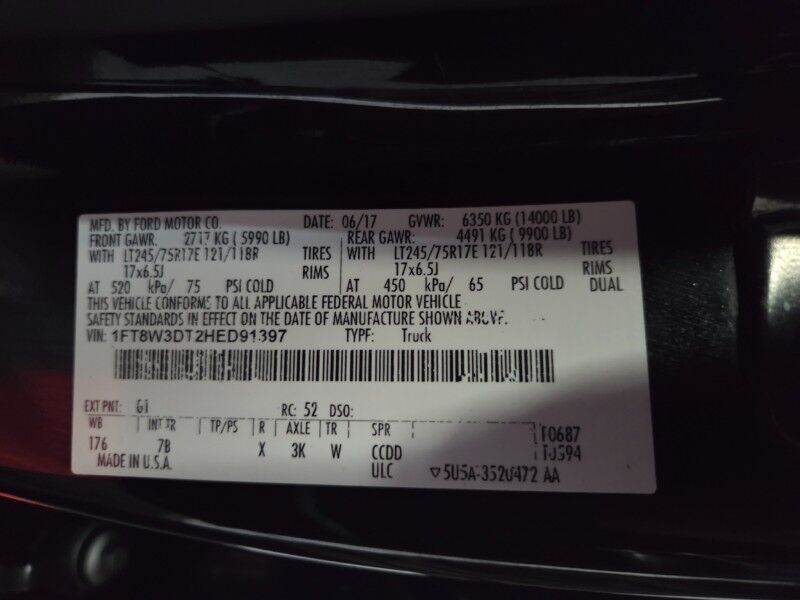 MFD. BY FORD MOTOR CO. DATE: 06/17 GVWR: 6350 KG (14000 LB)
FRONT GAWR: 2717 KG ( 5990 LB) REAR GAWR: 4491 KG ( 9900 LB)
WITH LT245/75R17E 121/118R TIRES WITH LT245/75R17E 121/118R TIRES
17x6.5J RIMS 17x6.5J RIMS
AT 520 kPa/ 75 PSI COLD AT 450 kPa/ 65 PSI COLD DUAL
THIS VEHICLE CONFORMS TO ALL APPLICABLE FEDERAL MOTOR VEHICLE
SAFETY STANDARDS IN EFFECT ON THE DATE OF MANUFACTURE SHOWN ABOVE.
VIN: 1FT8W3DT2HED91397 TYPE: Truck
EXT PNT: G1 RC: 52 DSO:
WB INT TR TP/PS R AXLE TR SPR F0687
176 7B X 3K W CCDD T0594
MADE IN U.S.A. ULC ▽5U5A-3520472 AA